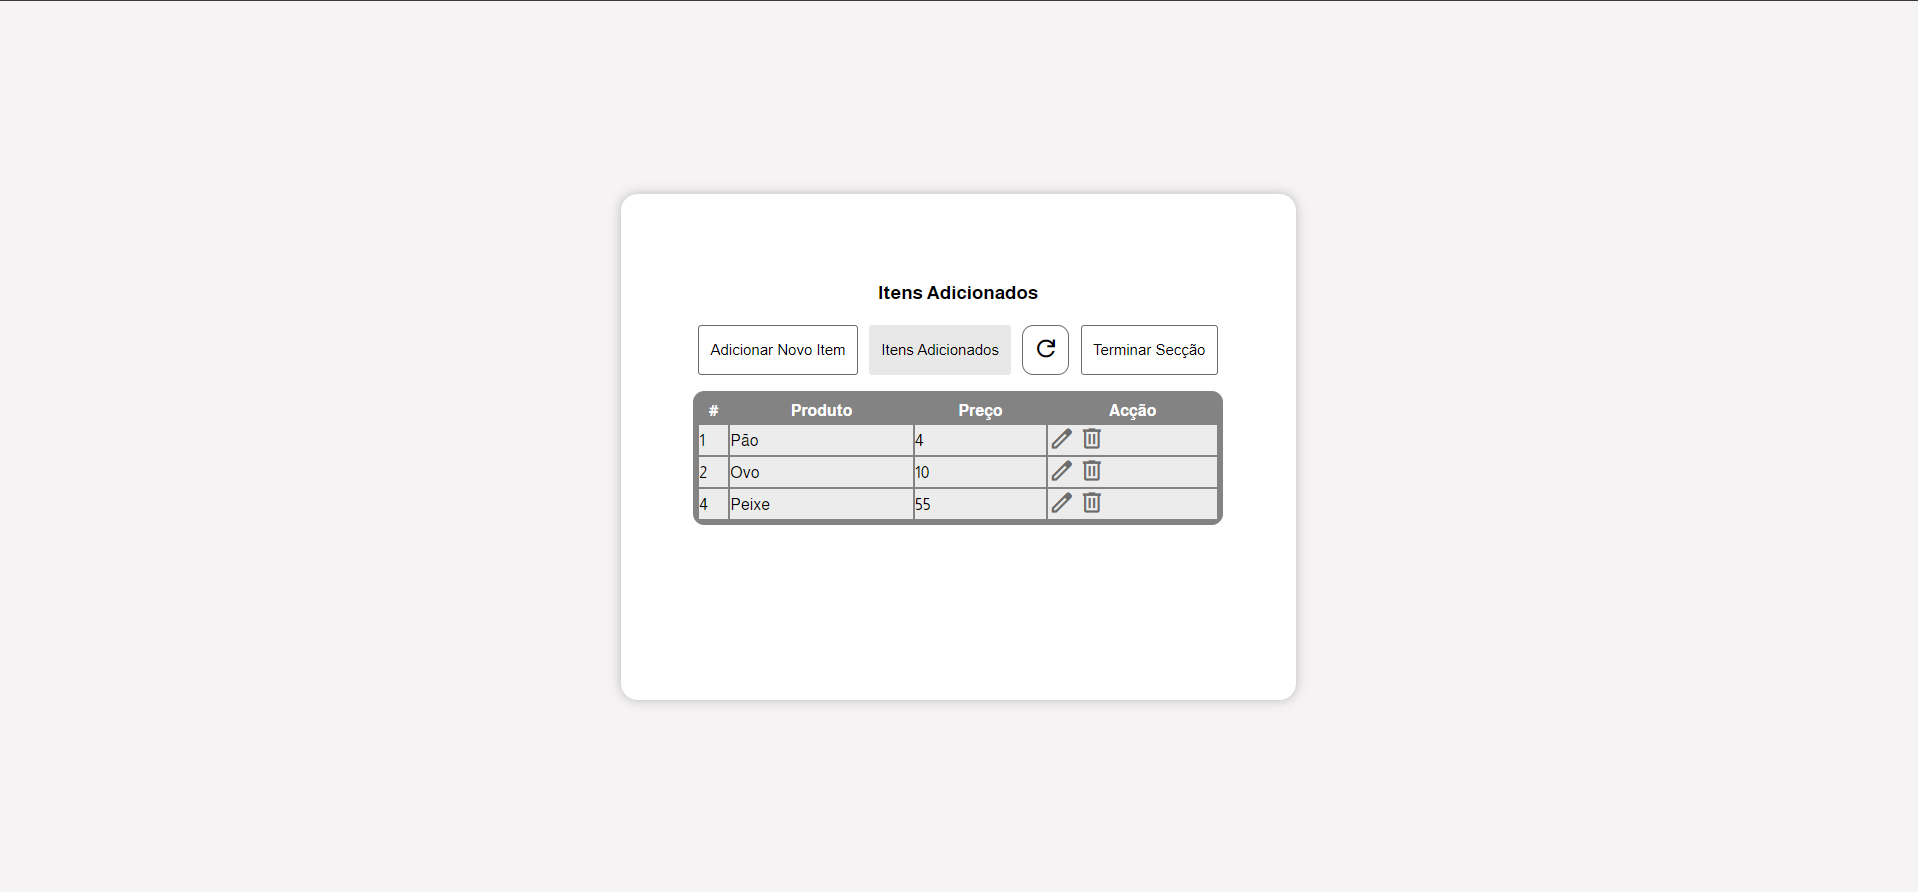 Itens Adicionados
Adicionar Novo Item Itens Adicionados Terminar Secção
# Produto Preço Acção
1 Pão 4
2 Ovo 10
4 Peixe 55